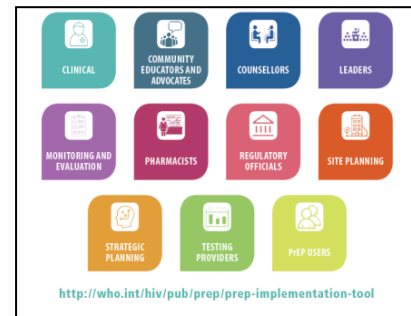 CLINICAL
COMMUNITY
EDUCATORS AND
ADVOCATES
COUNSELLORS
LEADERS
MONITORING AND
EVALUATION
PHARMACISTS
REGULATORY
OFFICIALS
SITE PLANNING
STRATEGIC
PLANNING
TESTING
PROVIDERS
PrEP USERS
http://who.int/hiv/pub/prep/prep-implementation-tool